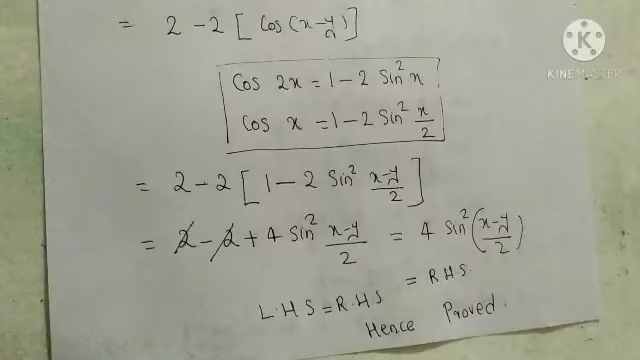 = 2 - 2 [ Cos (x-y) ]
KINEMASTER
Cos 2x = 1 - 2 Sin² x
Cos x = 1 - 2 Sin² x/2
= 2 - 2 [ 1 - 2 Sin² x-y/2 ]
= 2 - 2 + 4 Sin² x-y/2 = 4 Sin² (x-y/2)
= R.H.S.
L.H.S = R.H.S
Hence Proved.